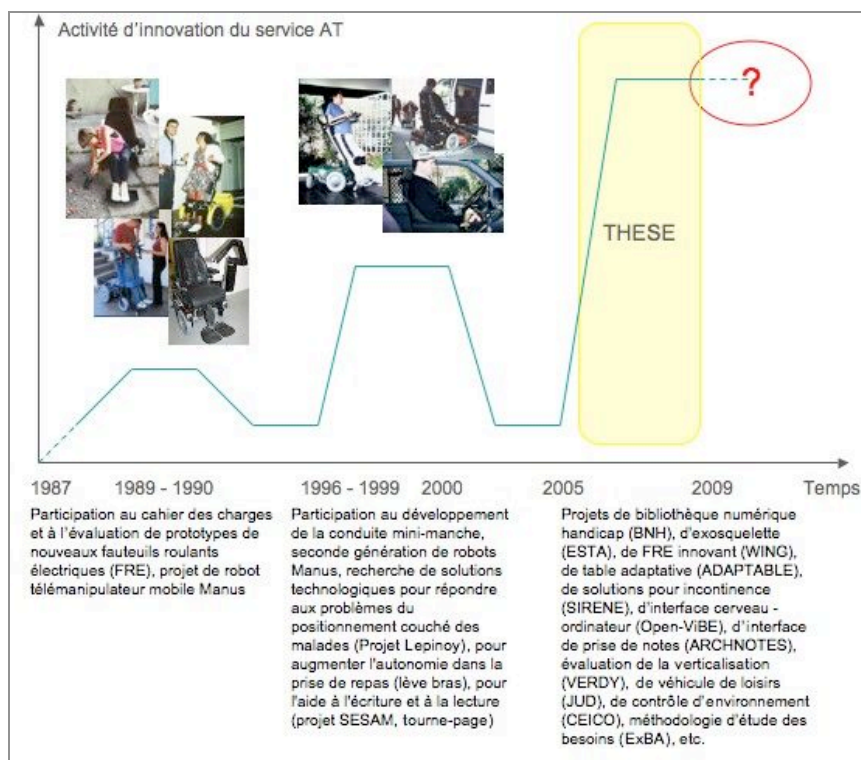 Activité d'innovation du service AT
?
THESE
1987
1989 - 1990
1996 - 1999
2000
2005
2009
Temps
Participation au cahier des charges
et à l'évaluation de prototypes de
nouveaux fauteuils roulants
électriques (FRE), projet de robot
télémanipulateur mobile Manus
Participation au développement
de la conduite mini-manche,
seconde génération de robots
Manus, recherche de solutions
technologiques pour répondre
aux problèmes du
positionnement couché des
malades (Projet Lepinoy), pour
augmenter l'autonomie dans la
prise de repas (lève bras), pour
l'aide à l'écriture et à la lecture
(projet SESAM, tourne-page)
Projets de bibliothèque numérique
handicap (BNH), d'exosquelette
(ESTA), de FRE innovant (WING),
de table adaptative (ADAPTABLE),
de solutions pour incontinence
(SIRENE), d'interface cerveau -
ordinateur (Open-ViBE), d'interface
de prise de notes (ARCHNOTES),
évaluation de la verticalisation
(VERDY), de véhicule de loisirs
(JUD), de contrôle d'environnement
(CEICO), méthodologie d'étude des
besoins (ExBA), etc.